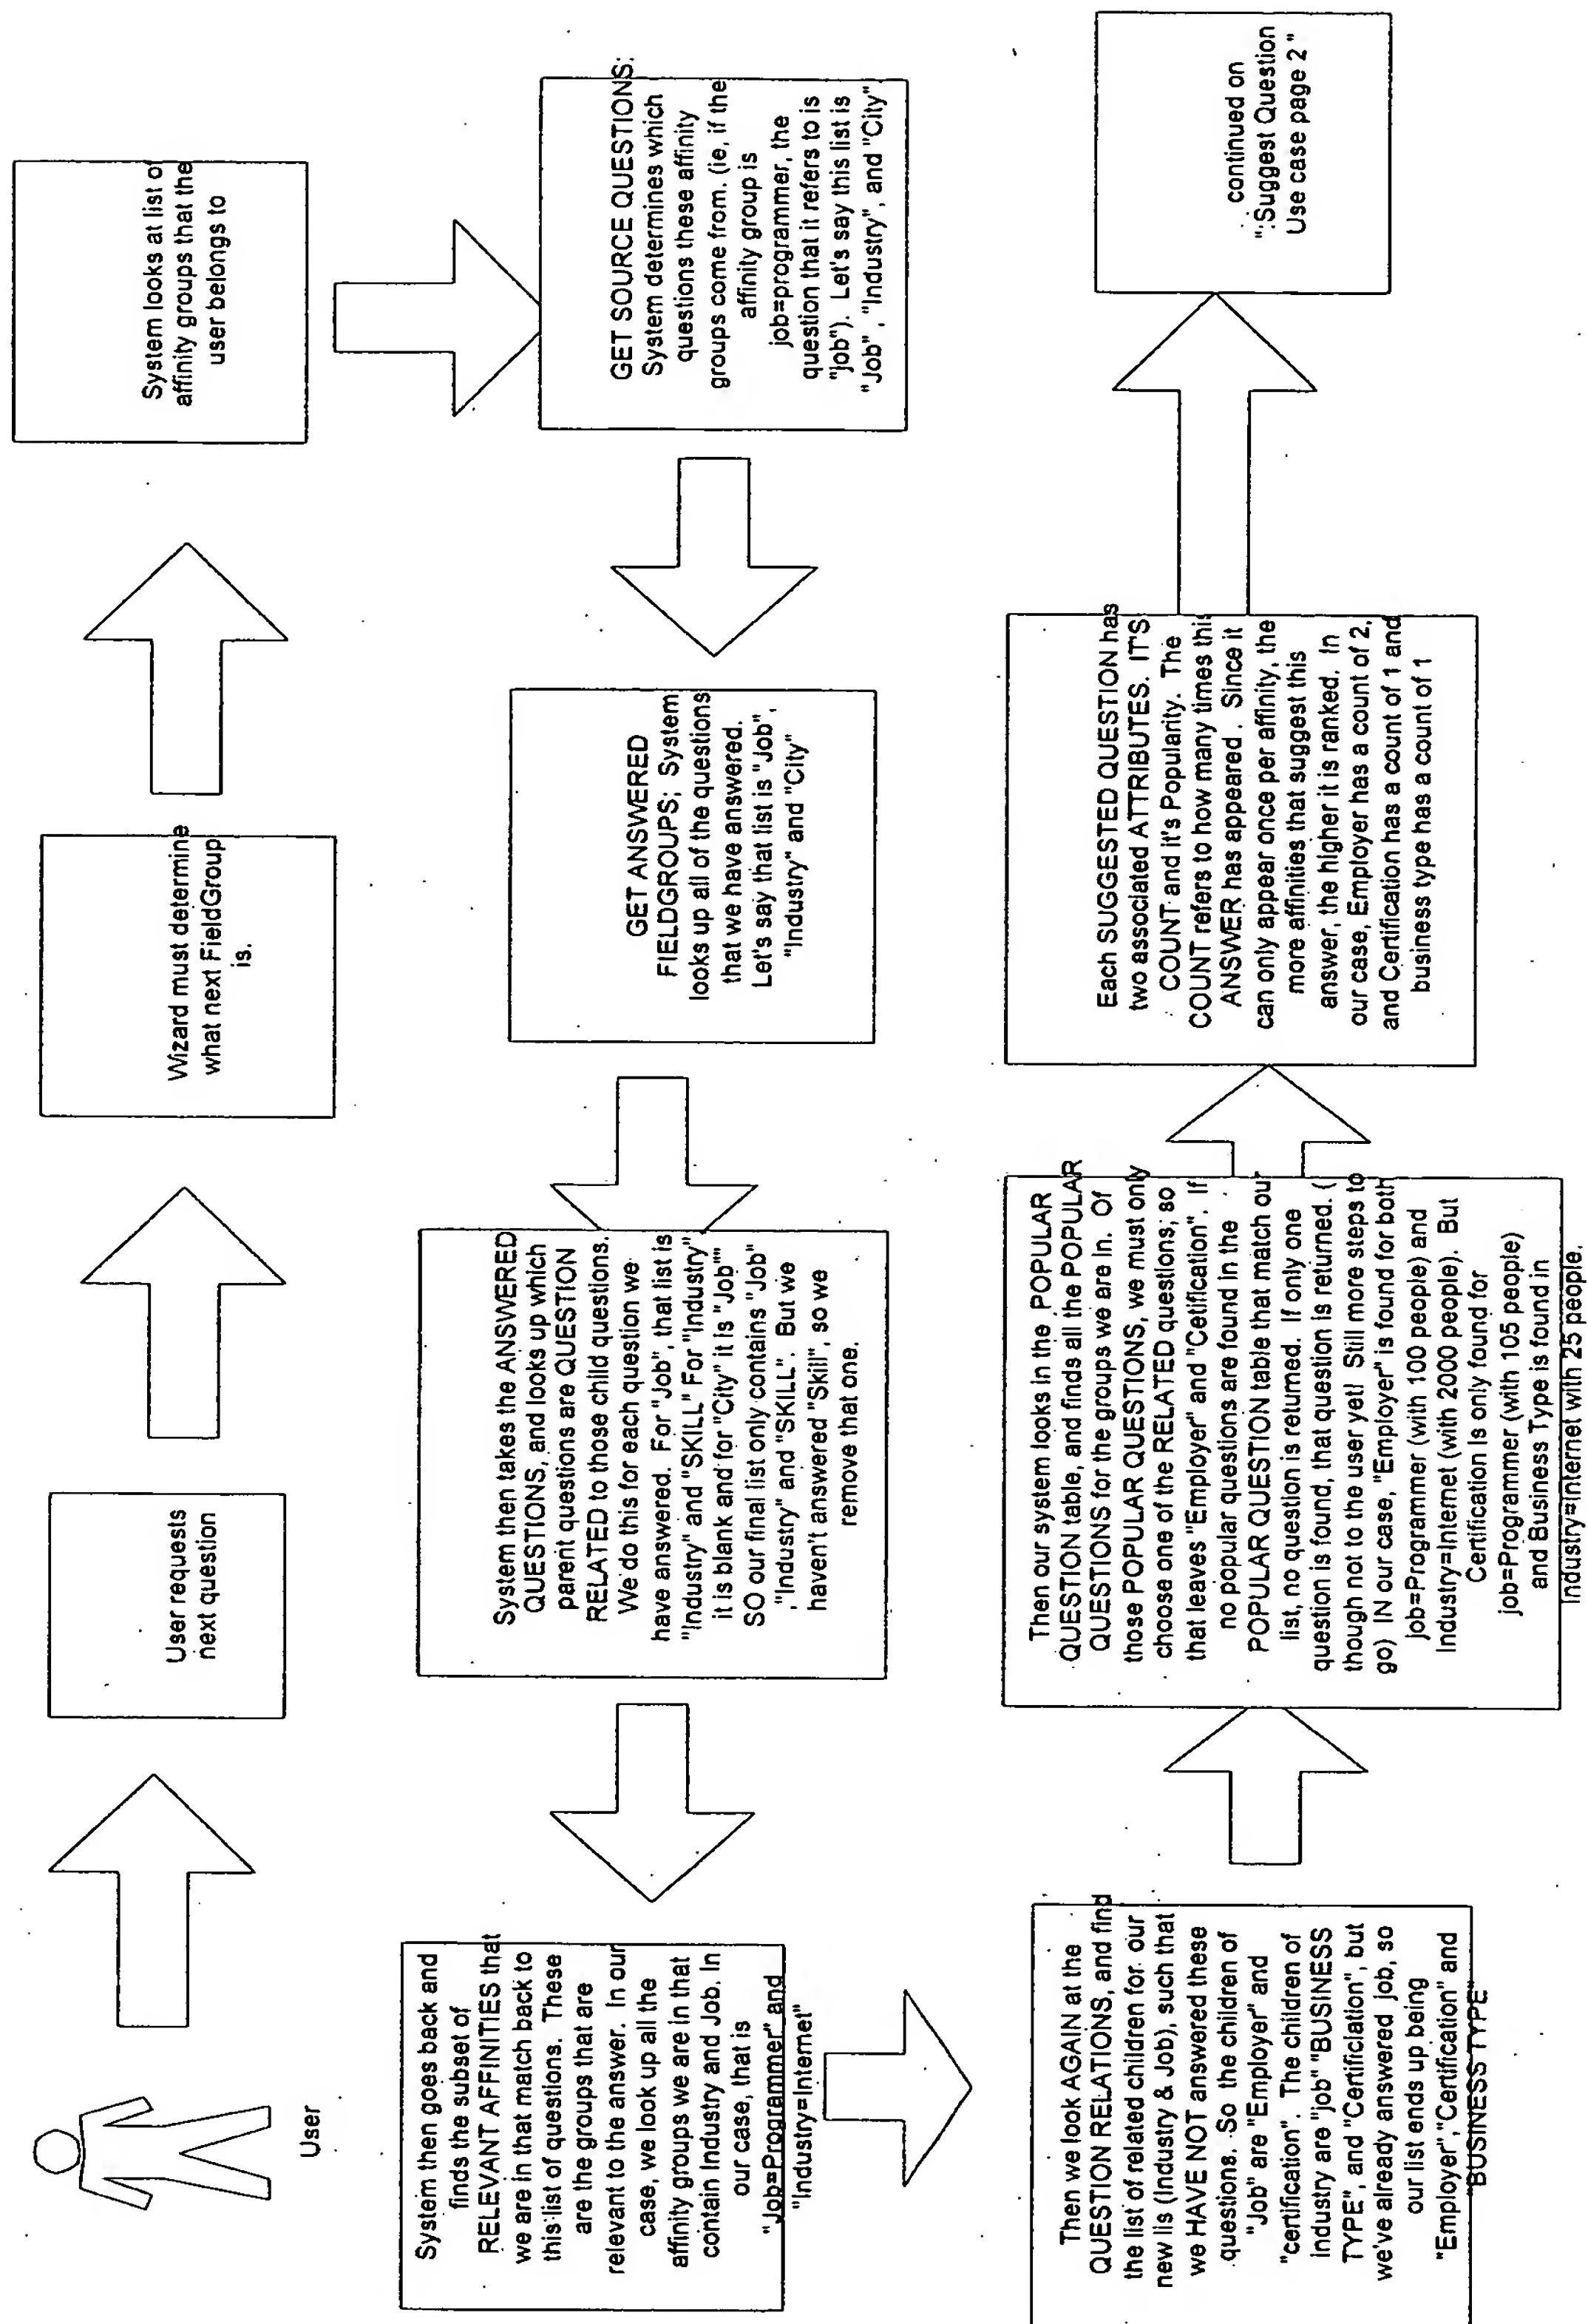 User
User requests
next question
Wizard must determine
what next FieldGroup
is.
System looks at list of
affinity groups that the
user belongs to
GET SOURCE QUESTIONS:
System determines which
questions these affinity
groups come from. (ie, if the
affinity group is
job=programmer, the
question that it refers to is
"job"). Let's say this list is
"Job", "Industry", and "City"
GET ANSWERED
FIELDGROUPS; System
looks up all of the questions
that we have answered.
Let's say that list is "Job",
"Industry" and "City"
System then takes the ANSWERED
QUESTIONS, and looks up which
parent questions are QUESTION
RELATED to those child questions.
We do this for each question we
have answered. For "Job", that list is
"Industry" and "SKILL" For "Industry"
it is blank and for "City" it is "Job""
SO our final list only contains "Job"
,"Industry" and "SKILL". But we
haven't answered "Skill", so we
remove that one.
System then goes back and
finds the subset of
RELEVANT AFFINITIES that
we are in that match back to
this list of questions. These
are the groups that are
relevant to the answer. In our
case, we look up all the
affinity groups we are in that
contain Industry and Job. In
our case, that is
"Job=Programmer" and
"Industry=Internet"
Then we look AGAIN at the
QUESTION RELATIONS, and find
the list of related children for our
new lis (Industry & Job), such that
we HAVE NOT answered these
questions. So the children of
"Job" are "Employer" and
"certification". The children of
industry are "job" "BUSINESS
TYPE", and "Certificiation", but
we've already answered job, so
our list ends up being
"Employer","Certification" and
"BUSINESS TYPE"
Then our system looks in the POPULAR
QUESTION table, and finds all the POPULAR
QUESTIONS for the groups we are In. Of
those POPULAR QUESTIONS, we must only
choose one of the RELATED questions; so
that leaves "Employer" and "Cetification". If
no popular questions are found in the
POPULAR QUESTION table that match our
list, no question is returned. If only one
question is found, that question is returned. (
though not to the user yet! Still more steps to
go) IN our case, "Employer" is found for both
job=Programmer (with 100 people) and
Industry=Internet (with 2000 people). But
Certification is only found for
job=Programmer (with 105 people)
and Business Type is found in
Industry=Internet with 25 people.
Each SUGGESTED QUESTION has
two associated ATTRIBUTES. IT'S
COUNT and it's Popularity. The
COUNT refers to how many times thi
ANSWER has appeared . Since it
can only appear once per affinity, the
more affinities that suggest this
answer, the higher it is ranked. In
our case, Employer has a count of 2,
and Certification has a count of 1 and
business type has a count of 1
continued on
":Suggest Question
Use case page 2 "